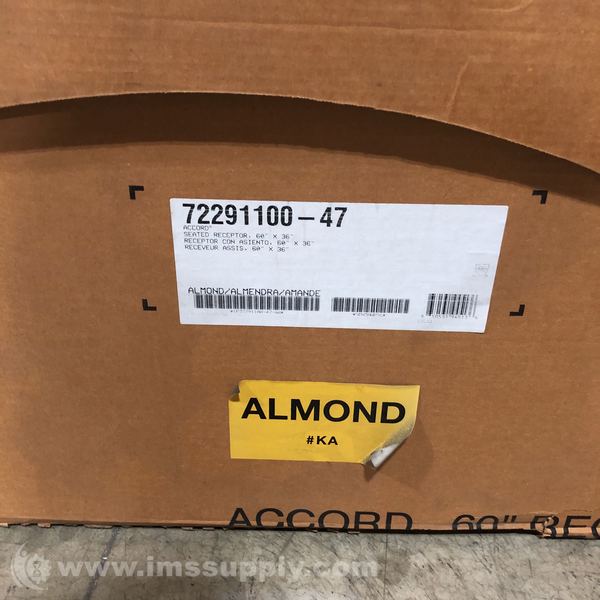 72291100-47
ACCORD®
SEATED RECEPTOR, 60" X 36"
RECEPTOR CON ASIENTO, 60" X 36"
RECEVEUR ASSIS, 60" X 36"
ALMOND/ALMENDRA/AMANDE
ALMOND
#KA
ACCORD 60"
www.imssupply.com